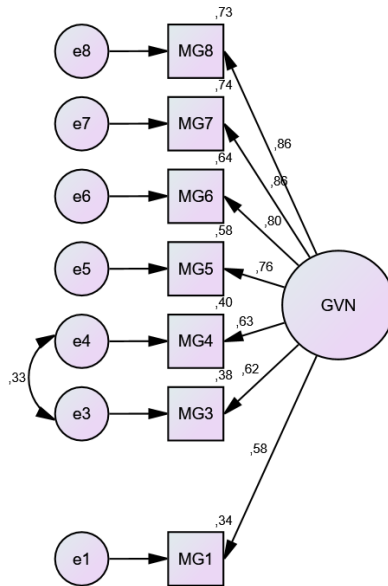 ,73
e8 MG8
,74
e7 MG7
,86
,64
,86
e6 MG6
,80
,58
e5 MG5
,76
GVN
,40
e4 MG4
,63
,33
,38
,62
e3 MG3
,58
,34
e1 MG1